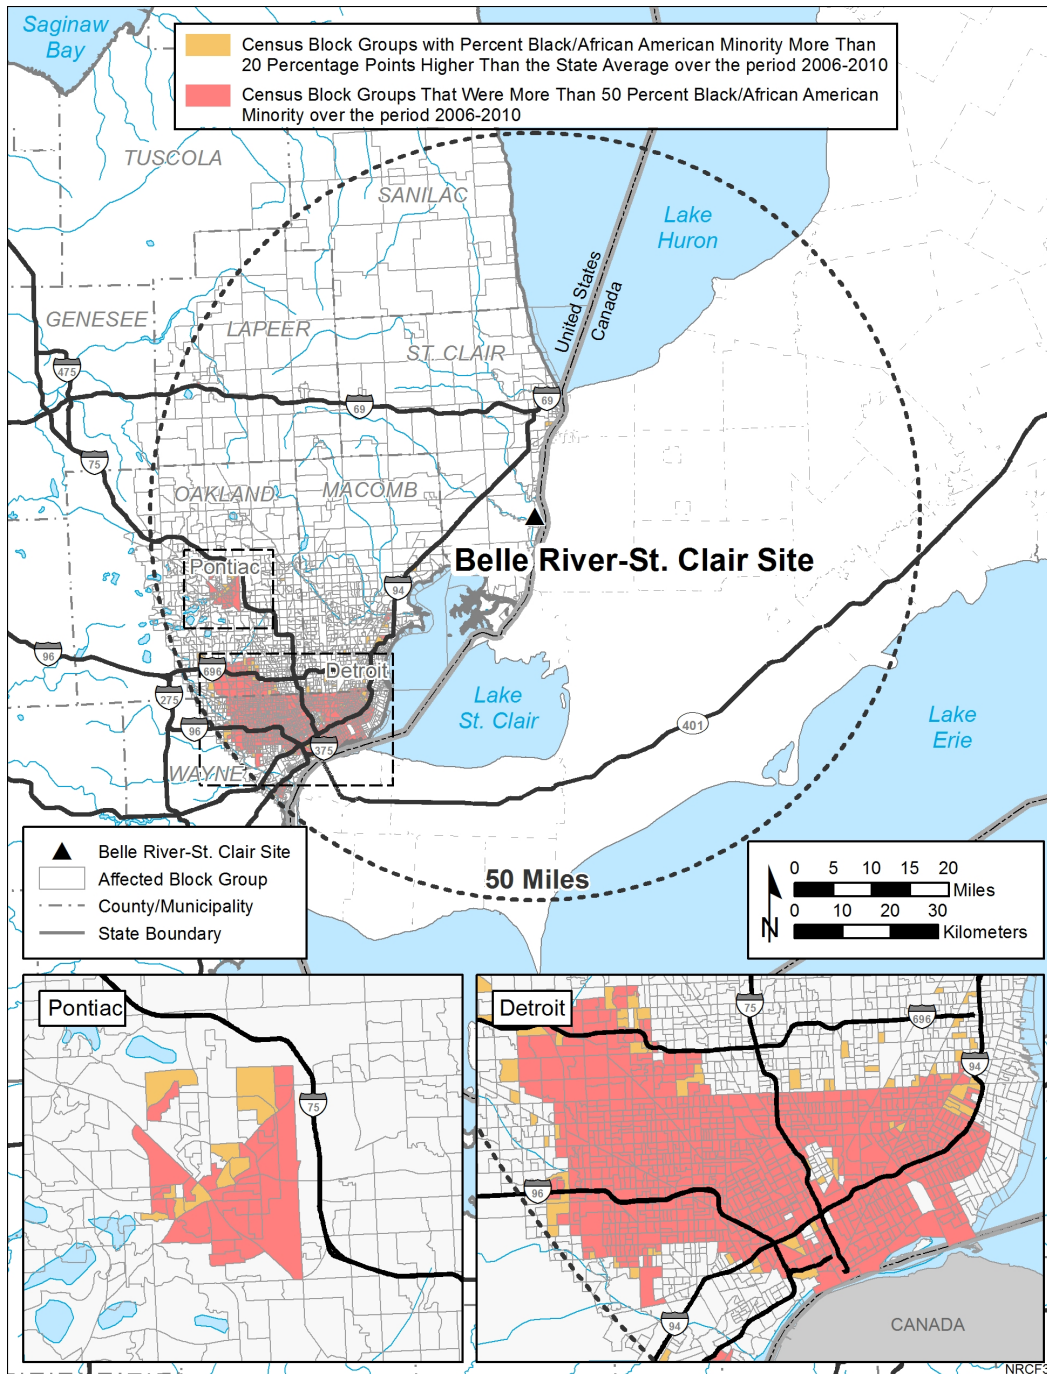 Saginaw
Bay
Census Block Groups with Percent Black/African American Minority More Than
20 Percentage Points Higher Than the State Average over the period 2006-2010
Census Block Groups That Were More Than 50 Percent Black/African American
Minority over the period 2006-2010
TUSCOLA
SANILAC
Lake
Huron
United States
Canada
GENESEE
LAPEER
ST. CLAIR
475
69
69
75
OAKLAND
MACOMB
Belle River-St. Clair Site
Pontiac
94
96
696
Detroit
275
Lake
St. Clair
96
375
401
Lake
Erie
WAYNE
50 Miles
Belle River-St. Clair Site
Affected Block Group
County/Municipality
State Boundary
0 5 10 15 20
Miles
0 10 20 30
Kilometers
N
Pontiac
75
Detroit
75
696
94
96
94
CANADA
NRCF3